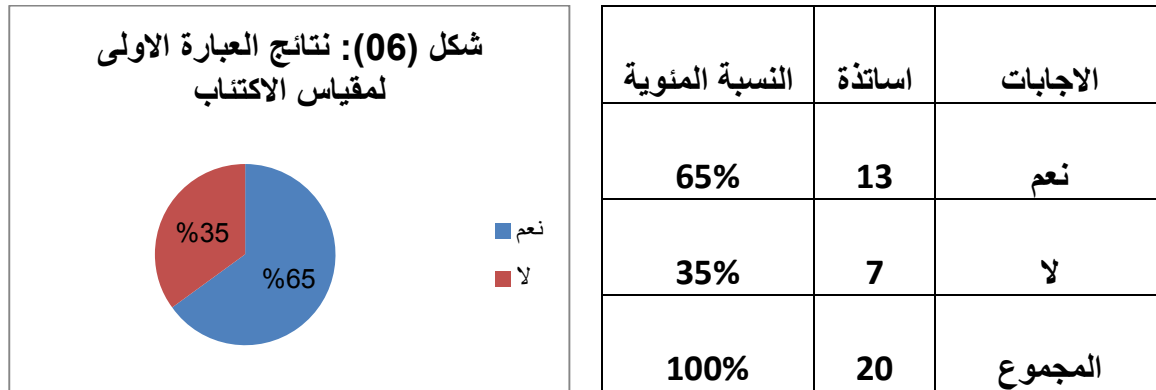 شكل (06): نتائج العبارة الاولى
لمقياس الاكتئاب
%35
%65
نعم
لا
الاجابات اساتذة النسبة المئوية
نعم 13 65%
لا 7 35%
المجموع 20 100%